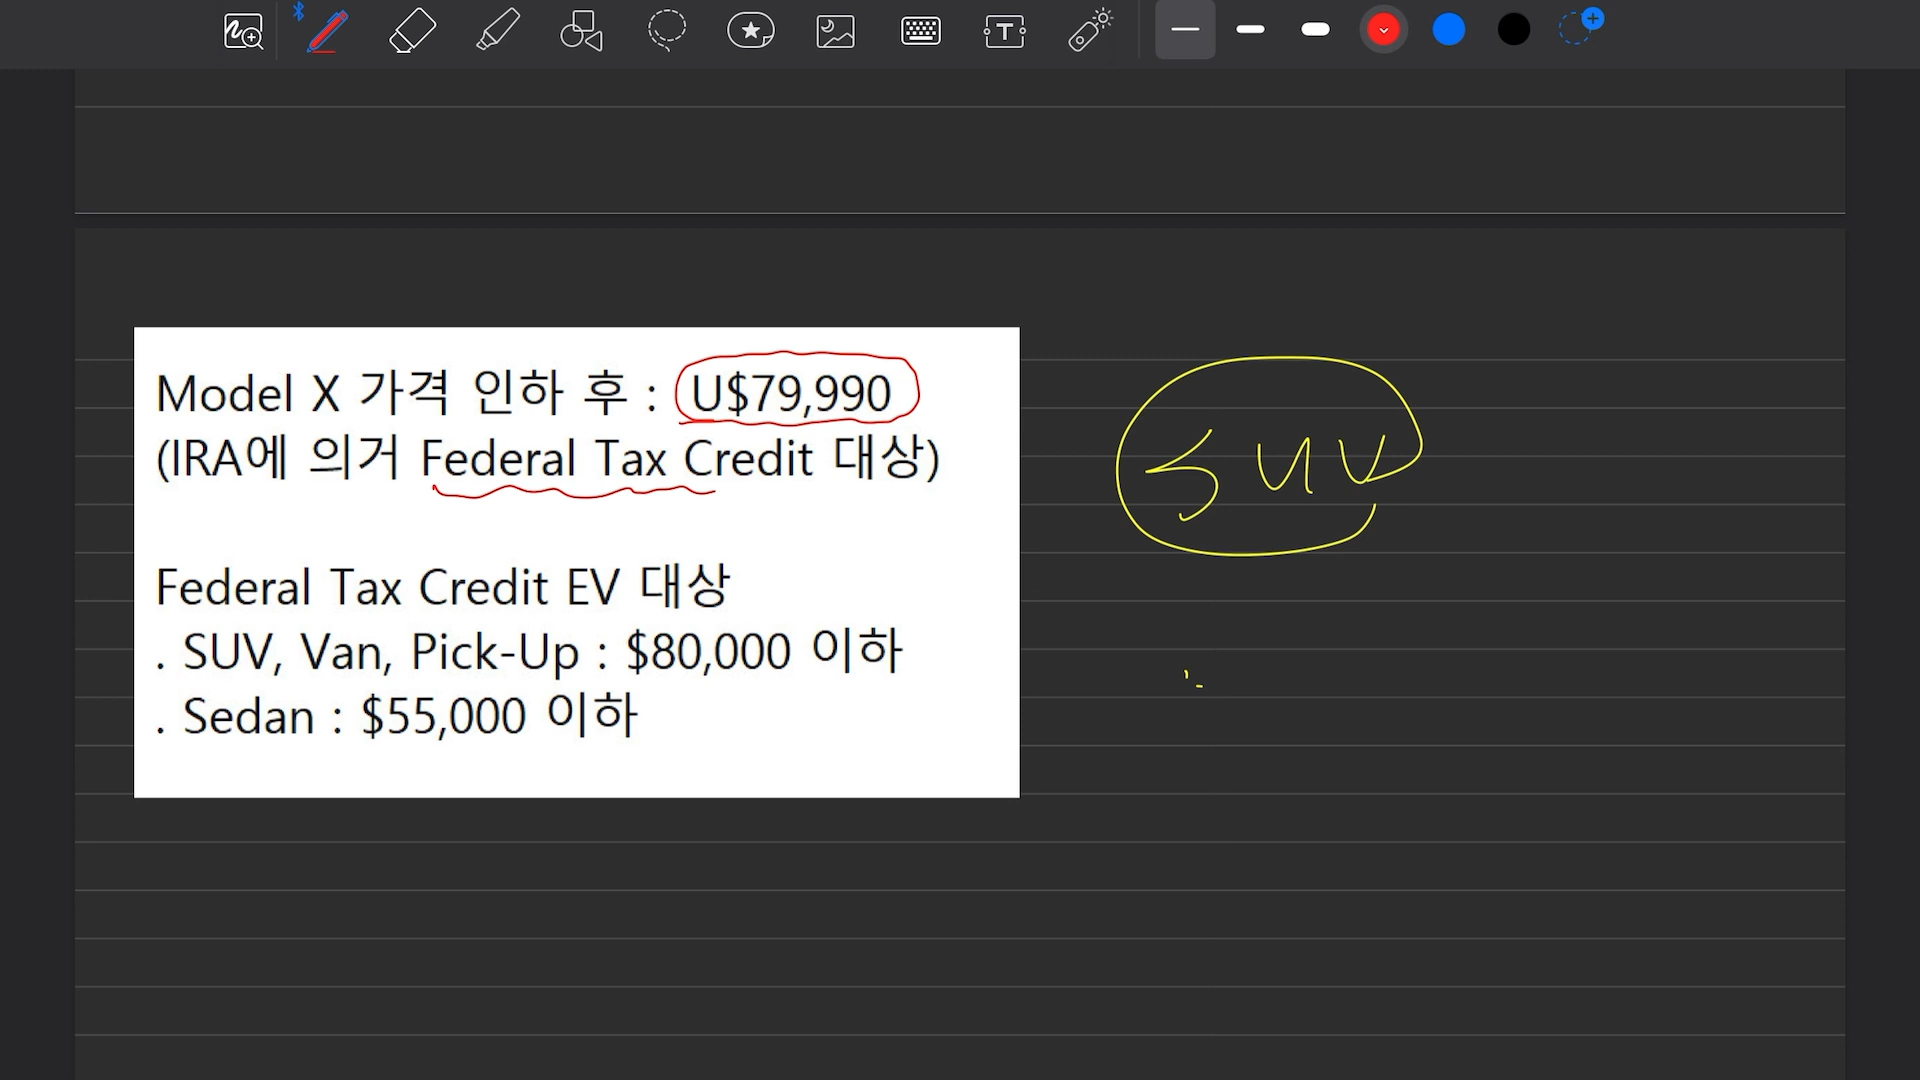 Model X 가격 인하 후 : U$79,990
(IRA에 의거 Federal Tax Credit 대상)
Federal Tax Credit EV 대상
. SUV, Van, Pick-Up : $80,000 이하
. Sedan : $55,000 이하
SUV